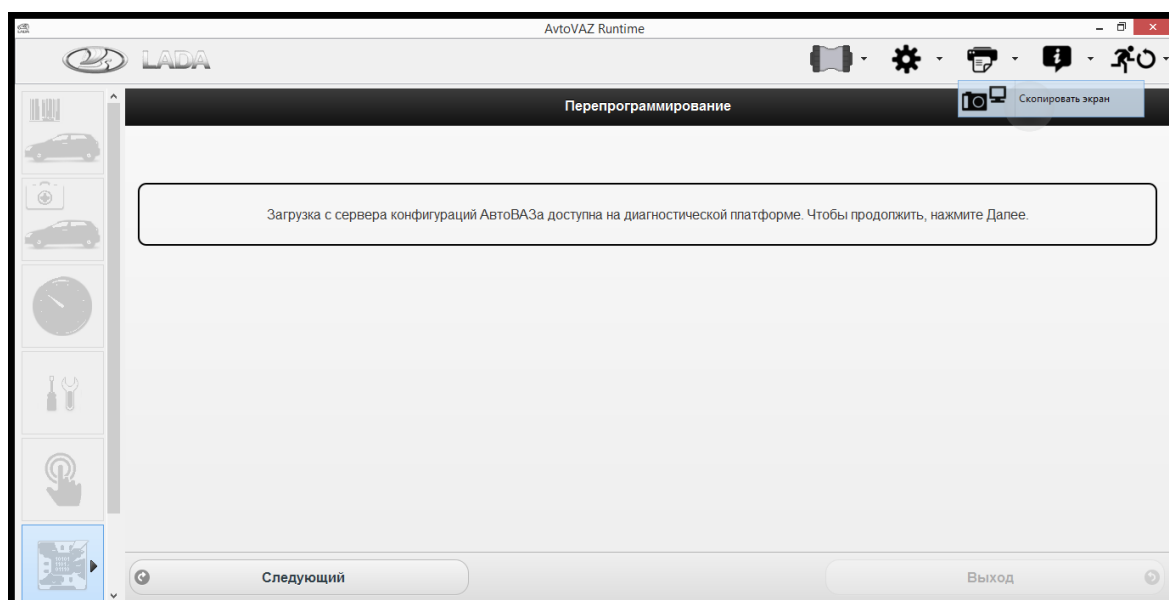 AvtoVAZ Runtime
LADA
Скопировать экран
Перепрограммирование
Загрузка с сервера конфигураций АвтоВАЗа доступна на диагностической платформе. Чтобы продолжить, нажмите Далее.
Следующий
Выход